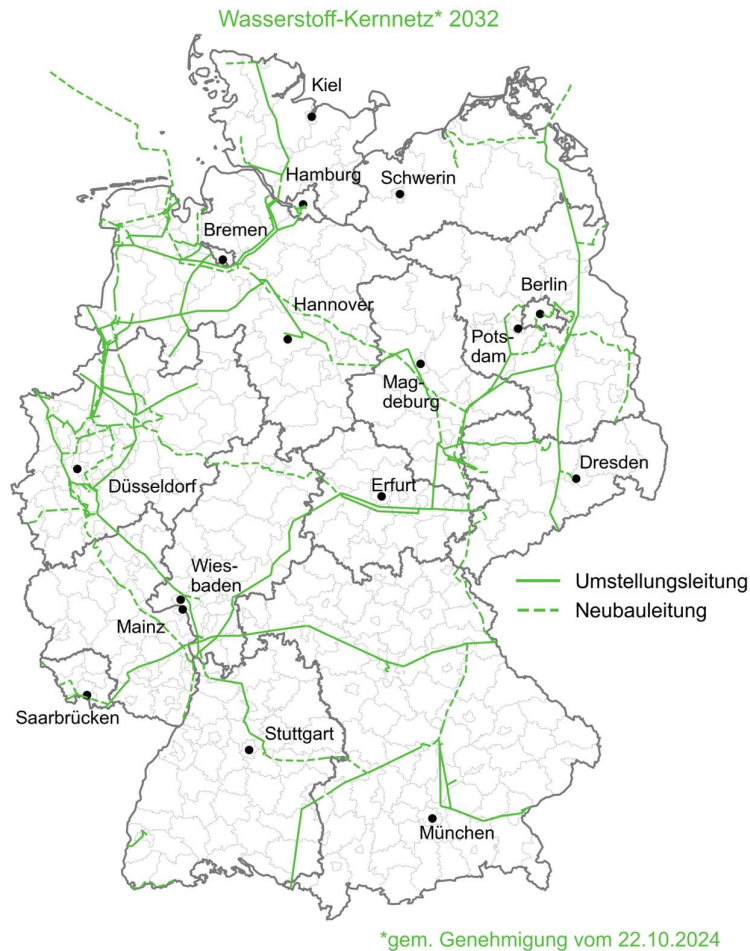 Wasserstoff-Kernnetz* 2032
Kiel
Hamburg
Schwerin
Bremen
Berlin
Hannover
Pots-
dam
Mag-
deburg
Düsseldorf
Erfurt
Dresden
Wies-
baden
Umstellungsleitung
Neubauleitung
Mainz
Saarbrücken
Stuttgart
München
*gem. Genehmigung vom 22.10.2024